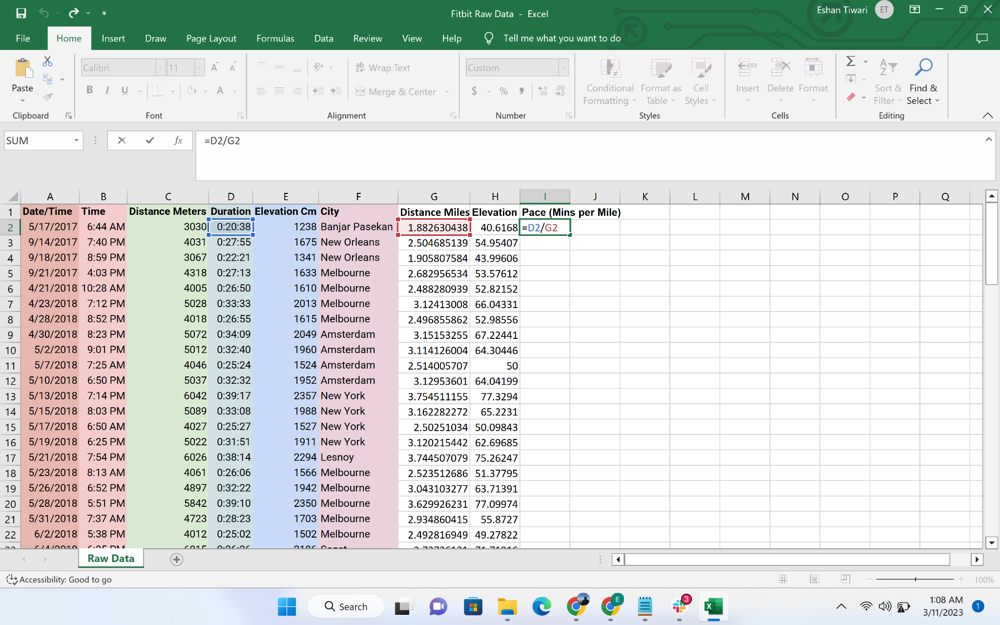 Fitbit Raw Data - Excel
Eshan Tiwari ET
File Home Insert Draw Page Layout Formulas Data Review View Help Tell me what you want to do
Calibri 11 A A ab Wrap Text Custom
Paste B I U A Merge & Center $ % , Conditional Formatting Format as Table Cell Styles Insert Delete Format Sort & Filter Find & Select
Clipboard Font Alignment Number Styles Cells Editing
SUM fx =D2/G2
A B C D E F G H I J K L M N O P Q
1 Date/Time Time Distance Meters Duration Elevation Cm City Distance Miles Elevation Pace (Mins per Mile)
2 5/17/2017 6:44 AM 3030 0:20:38 1238 Banjar Pasekan 1.882630438 40.6168 =D2/G2
3 9/14/2017 7:40 PM 4031 0:27:55 1675 New Orleans 2.504685139 54.95407
4 9/18/2017 8:59 PM 3067 0:22:21 1341 New Orleans 1.905807584 43.99606
5 9/21/2017 4:03 PM 4318 0:27:13 1633 Melbourne 2.682956534 53.57612
6 4/21/2018 10:28 AM 4005 0:26:50 1610 Melbourne 2.488280939 52.82152
7 4/23/2018 7:12 PM 5028 0:33:33 2013 Melbourne 3.12413008 66.04331
8 4/28/2018 8:52 PM 4018 0:26:55 1615 Melbourne 2.496855862 52.98556
9 4/30/2018 8:23 PM 5072 0:34:09 2049 Amsterdam 3.15153255 67.22441
10 5/2/2018 9:01 PM 5012 0:32:40 1960 Amsterdam 3.114126004 64.30446
11 5/7/2018 7:25 AM 4046 0:25:24 1524 Amsterdam 2.514005707 50
12 5/10/2018 6:50 PM 5037 0:32:32 1952 Amsterdam 3.12953601 64.04199
13 5/13/2018 7:14 PM 6042 0:39:17 2357 New York 3.754511155 77.3294
14 5/15/2018 8:03 PM 5089 0:33:08 1988 New York 3.162282272 65.2231
15 5/17/2018 6:50 AM 4027 0:25:27 1527 New York 2.50251034 50.09843
16 5/19/2018 6:25 PM 5022 0:31:51 1911 New York 3.120215442 62.69685
17 5/21/2018 7:54 PM 6026 0:38:14 2294 Lesnoy 3.744507079 75.26247
18 5/23/2018 8:13 AM 4061 0:26:06 1566 Melbourne 2.523512686 51.37795
19 5/26/2018 6:52 PM 4897 0:32:22 1942 Melbourne 3.043103277 63.71391
20 5/28/2018 5:51 PM 5842 0:39:10 2350 Melbourne 3.629926231 77.09974
21 5/31/2018 7:37 AM 4723 0:28:23 1703 Melbourne 2.934860415 55.8727
22 6/2/2018 5:38 PM 4012 0:25:02 1502 Melbourne 2.492816949 49.27822
Raw Data
Accessibility: Good to go 100%
Search 3 1:08 AM 1
3/11/2023